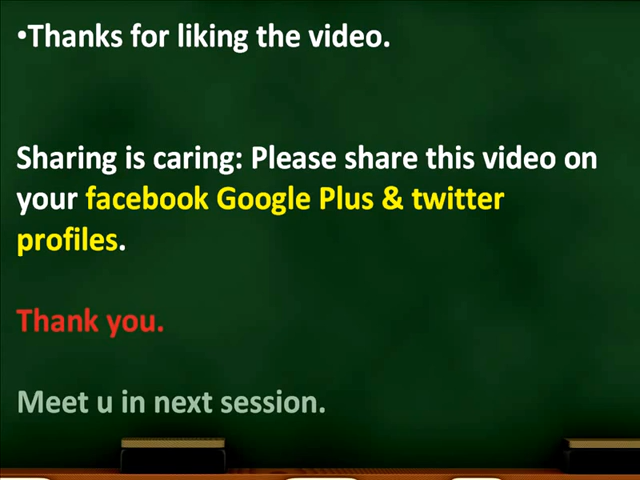 •Thanks for liking the video.
Sharing is caring: Please share this video on
your facebook Google Plus & twitter
profiles.
Thank you.
Meet u in next session.